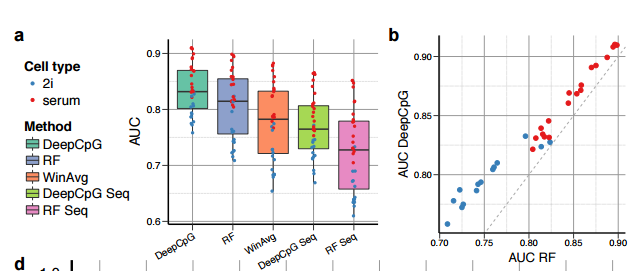 a
Cell type
2i
serum
Method
DeepCpG
RF
WinAvg
DeepCpG Seq
RF Seq
AUC
0.9
0.8
0.7
0.6
DeepCpG
RF
WinAvg
DeepCpG Seq
RF Seq
b
AUC DeepCpG
0.90
0.85
0.80
0.70
0.75
0.80
0.85
0.90
AUC RF
d